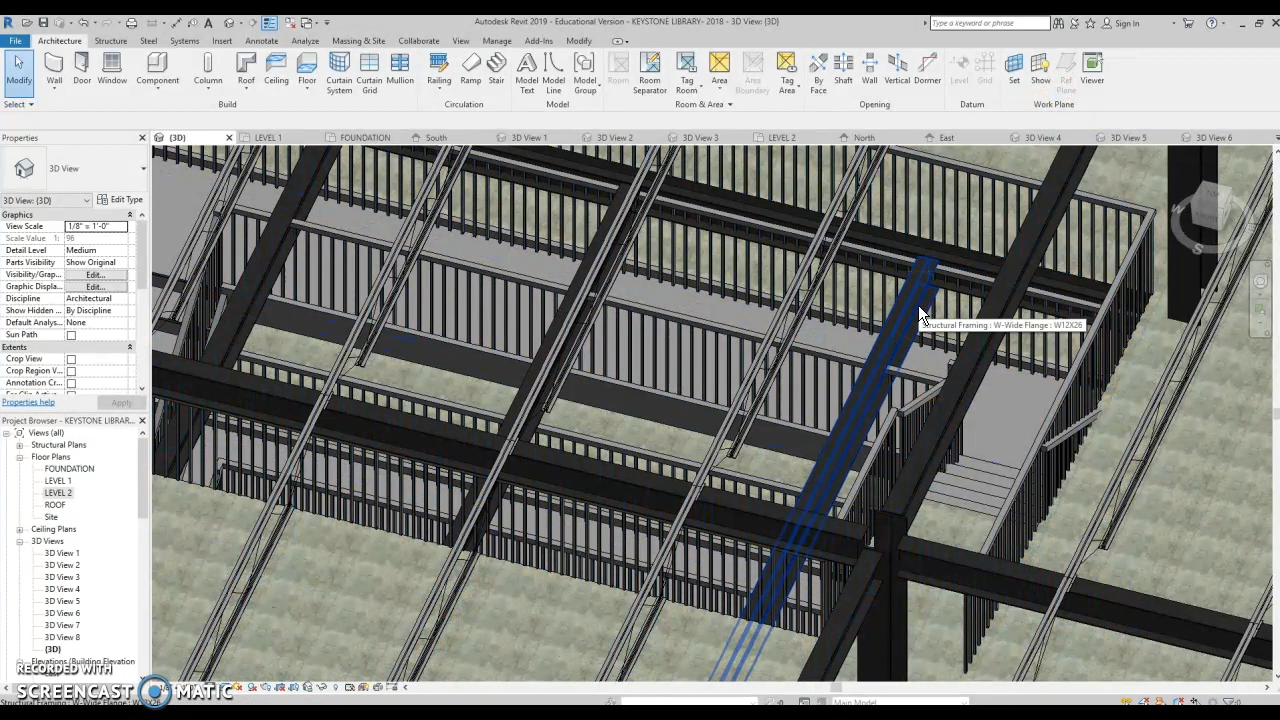 Autodesk Revit 2019 - Educational Version - KEYSTONE LIBRARY- 2018 - 3D View: {3D}
Type a keyword or phrase
Sign In
File Architecture Structure Steel Systems Insert Annotate Analyze Massing & Site Collaborate View Manage Add-Ins Modify
Modify Wall Door Window Component Column Roof Ceiling Floor Curtain System Curtain Grid Mullion Railing Ramp Stair Model Text Model Line Model Group Room Room Separator Tag Room Area Area Boundary Tag Area By Face Shaft Wall Vertical Dormer Level Grid Set Show Ref Plane Viewer
Select Build Circulation Model Room & Area Opening Datum Work Plane
Properties
{3D} LEVEL 1 FOUNDATION South 3D View 1 3D View 2 3D View 3 LEVEL 2 North East 3D View 4 3D View 5 3D View 6
3D View
3D View: {3D} Edit Type
Graphics
View Scale 1/8" = 1'-0"
Scale Value 1: 96
Detail Level Medium
Parts Visibility Show Original
Visibility/Grap... Edit...
Graphic Displa... Edit...
Discipline Architectural
Show Hidden ... By Discipline
Default Analys... None
Sun Path
Extents
Crop View
Crop Region V...
Annotation Cr...
Properties help Apply
Structural Framing : W-Wide Flange : W12X26
S
Project Browser - KEYSTONE LIBRAR...
Views (all)
Structural Plans
Floor Plans
FOUNDATION
LEVEL 1
LEVEL 2
ROOF
Site
Ceiling Plans
3D Views
3D View 1
3D View 2
3D View 3
3D View 4
3D View 5
3D View 6
3D View 7
3D View 8
{3D}
Elevations (Building Elevation
RECORDED WITH
SCREENCAST MATIC
Structural Framing : W-Wide Flange : W12X26
Main Model